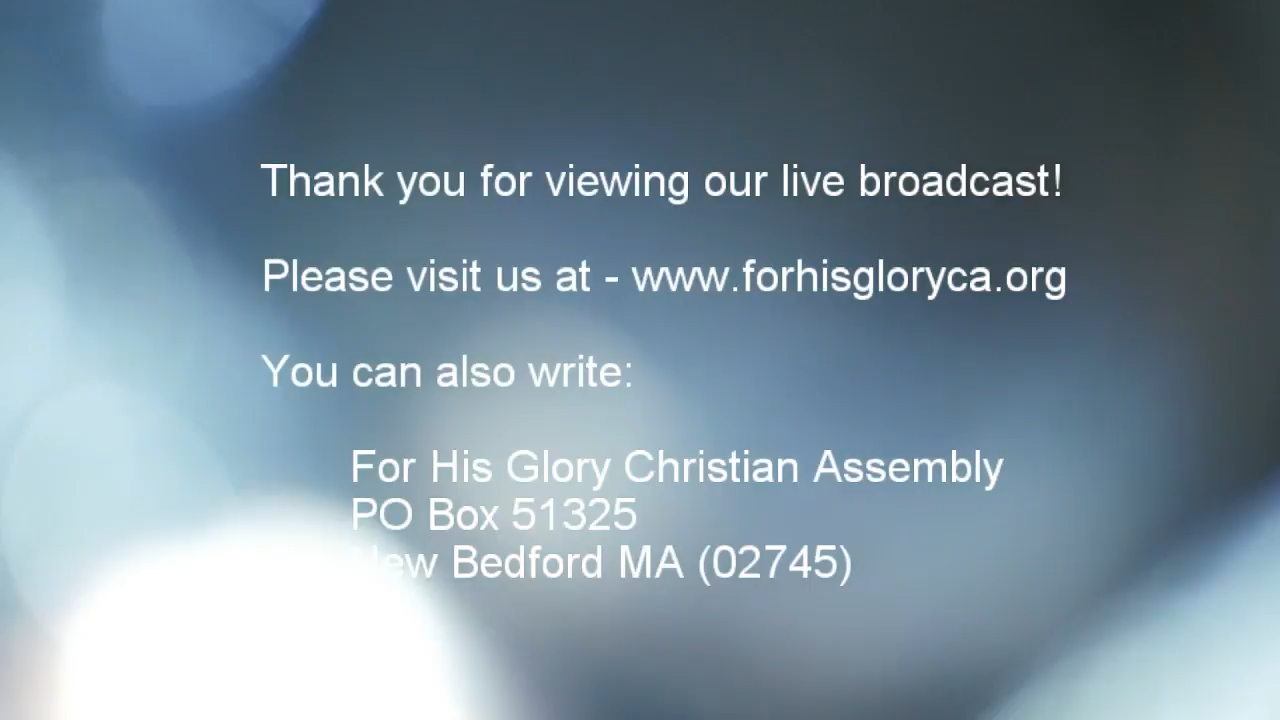 Thank you for viewing our live broadcast!
Please visit us at - www.forhisgloryca.org
You can also write:
For His Glory Christian Assembly
PO Box 51325
New Bedford MA (02745)